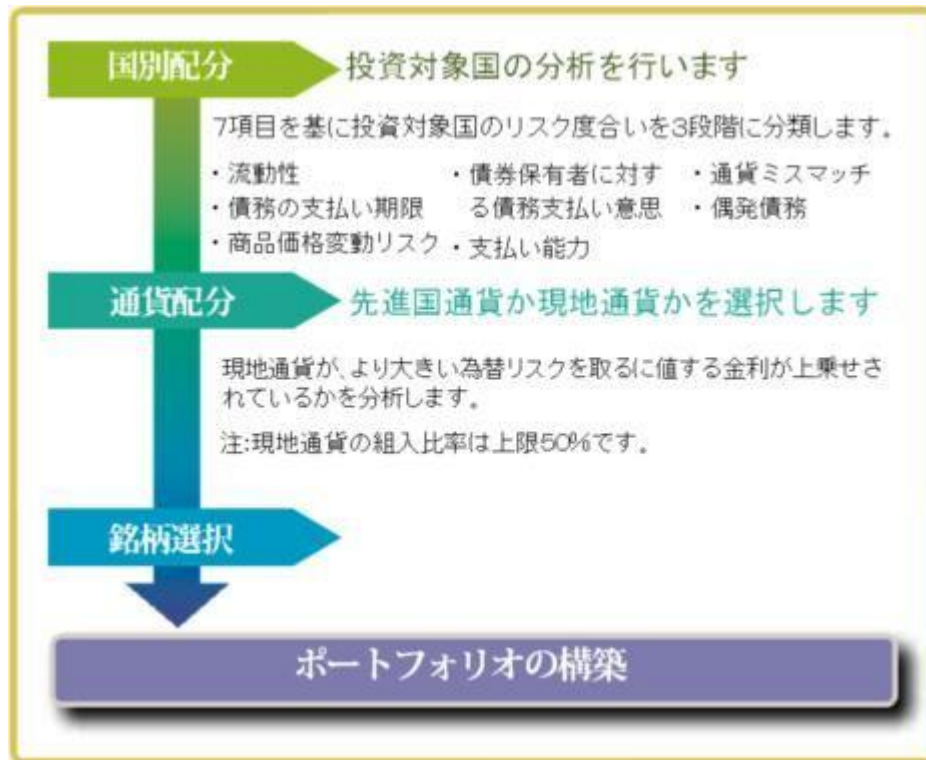 国別配分
投資対象国の分析を行います
7項目を基に投資対象国のリスク度合いを3段階に分類します。
・流動性
・債務の支払い期限
・商品価格変動リスク
・債券保有者に対す
る債務支払い意思
・支払い能力
・通貨ミスマッチ
・偶発債務
通貨配分
先進国通貨か現地通貨かを選択します
現地通貨が、より大きい為替リスクを取るに値する金利が上乗せさ
れているかを分析します。
注:現地通貨の組入比率は上限50%です。
銘柄選択
ポートフォリオの構築